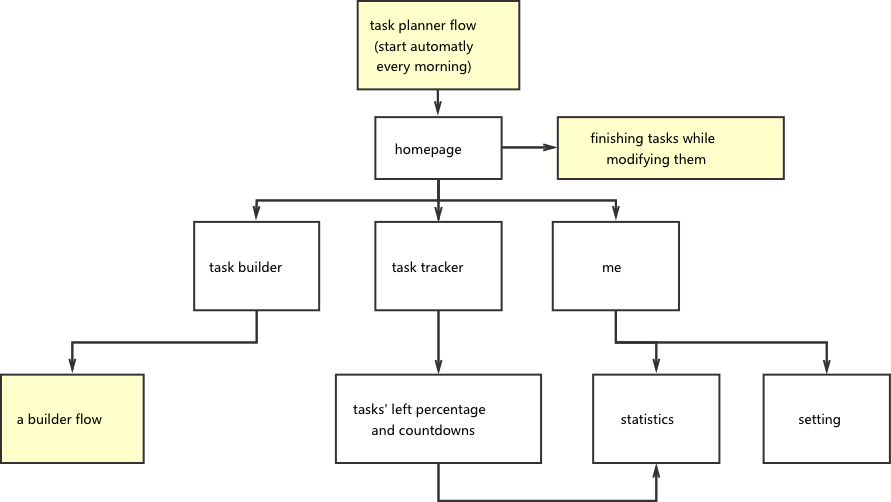 task planner flow
(start automatly
every morning)
homepage
finishing tasks while
modifying them
task builder
task tracker
me
a builder flow
tasks' left percentage
and countdowns
statistics
setting